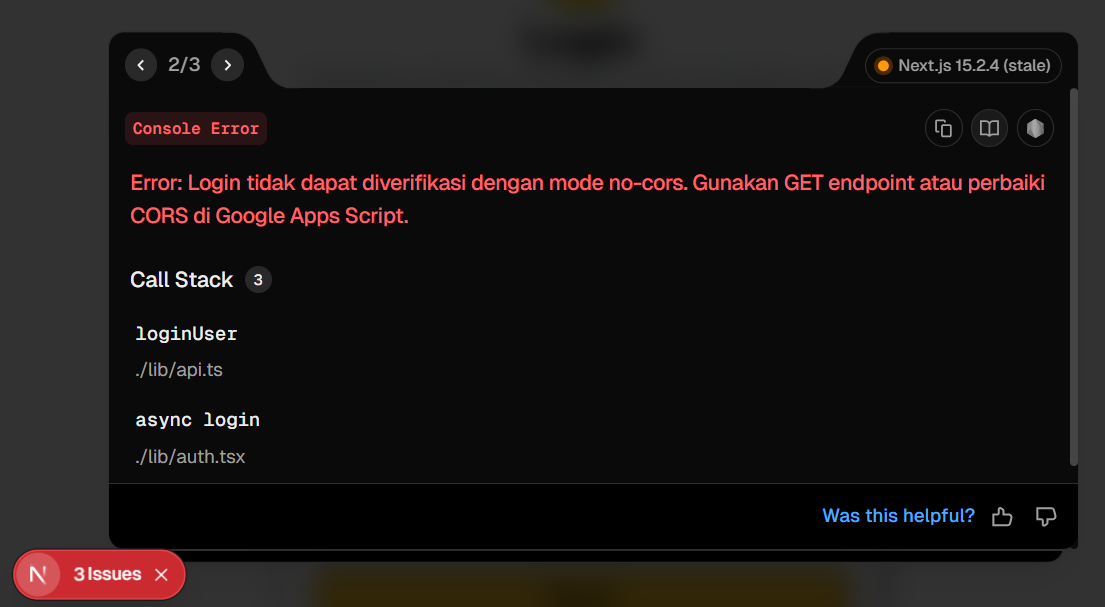 2/3
Next.js 15.2.4 (stale)
Console Error
Error: Login tidak dapat diverifikasi dengan mode no-cors. Gunakan GET endpoint atau perbaiki
CORS di Google Apps Script.
Call Stack 3
loginUser
./lib/api.ts
async login
./lib/auth.tsx
Was this helpful?
N 3 Issues